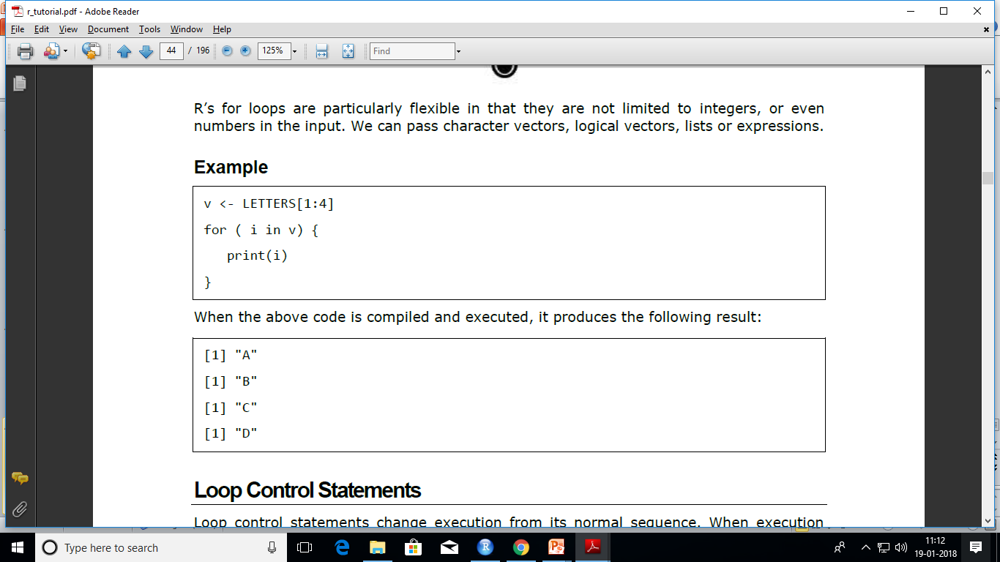 r_tutorial.pdf - Adobe Reader
File Edit View Document Tools Window Help
44 / 196 125% Find
R’s for loops are particularly flexible in that they are not limited to integers, or even
numbers in the input. We can pass character vectors, logical vectors, lists or expressions.
Example
v <- LETTERS[1:4]
for ( i in v) {
print(i)
}
When the above code is compiled and executed, it produces the following result:
[1] "A"
[1] "B"
[1] "C"
[1] "D"
Loop Control Statements
Loop control statements change execution from its normal sequence. When execution
Type here to search
11:12
19-01-2018